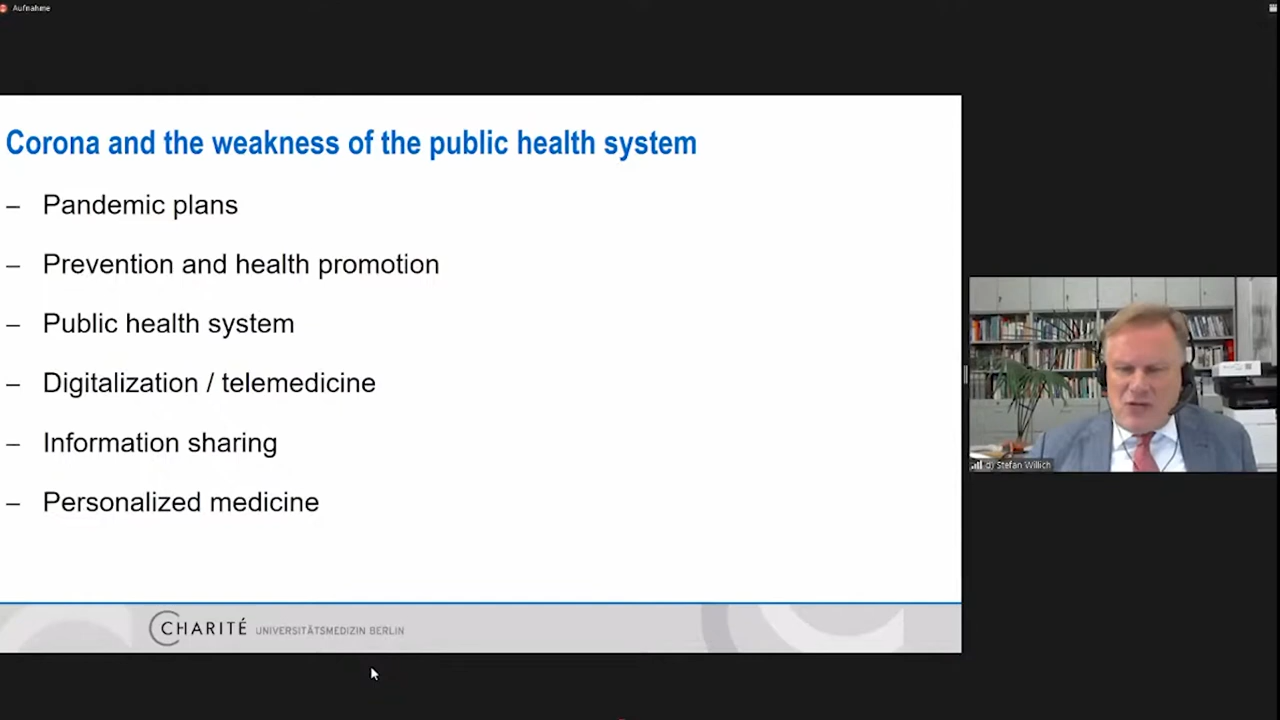 Aufnahme
Corona and the weakness of the public health system
– Pandemic plans
– Prevention and health promotion
– Public health system
– Digitalization / telemedicine
– Information sharing
– Personalized medicine
CHARITÉ UNIVERSITÄTSMEDIZIN BERLIN
Stefan Willich